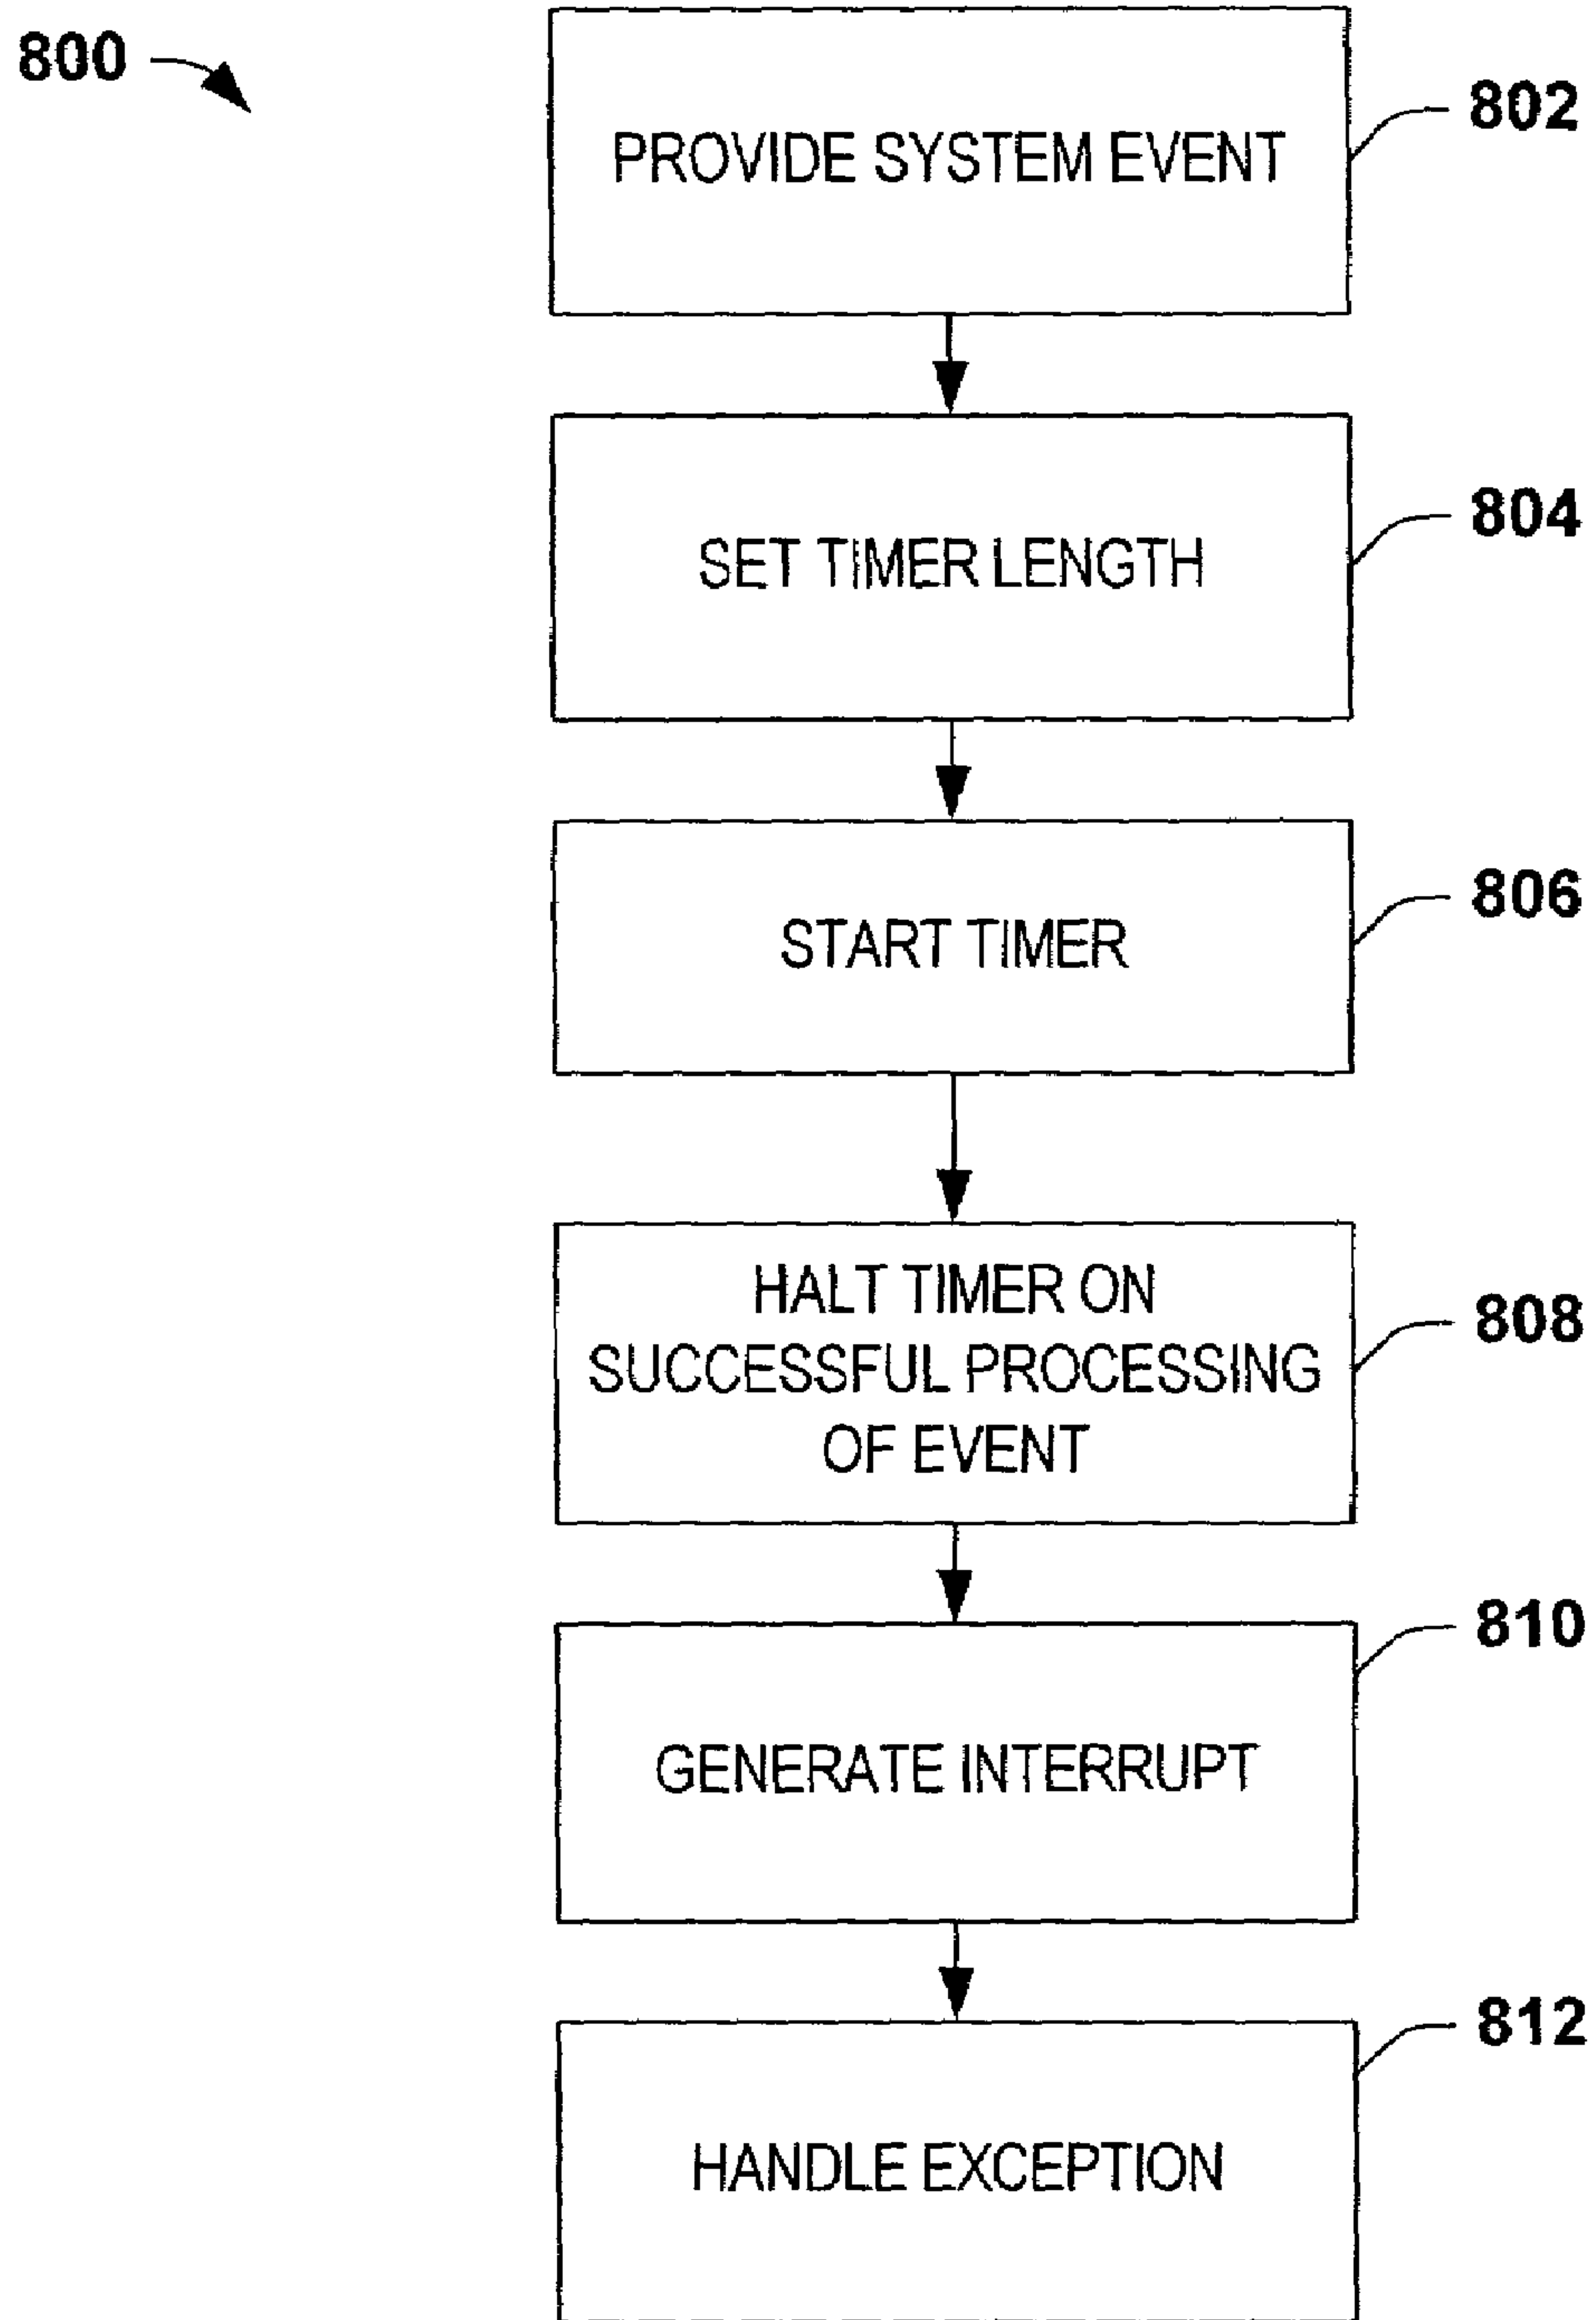 800
802
PROVIDE SYSTEM EVENT
804
SET TIMER LENGTH
806
START TIMER
HALT TIMER ON
808
SUCCESSFUL PROCESSING
OF EVENT
810
GENERATE INTERRUPT
812
HANDLE EXCEPTION